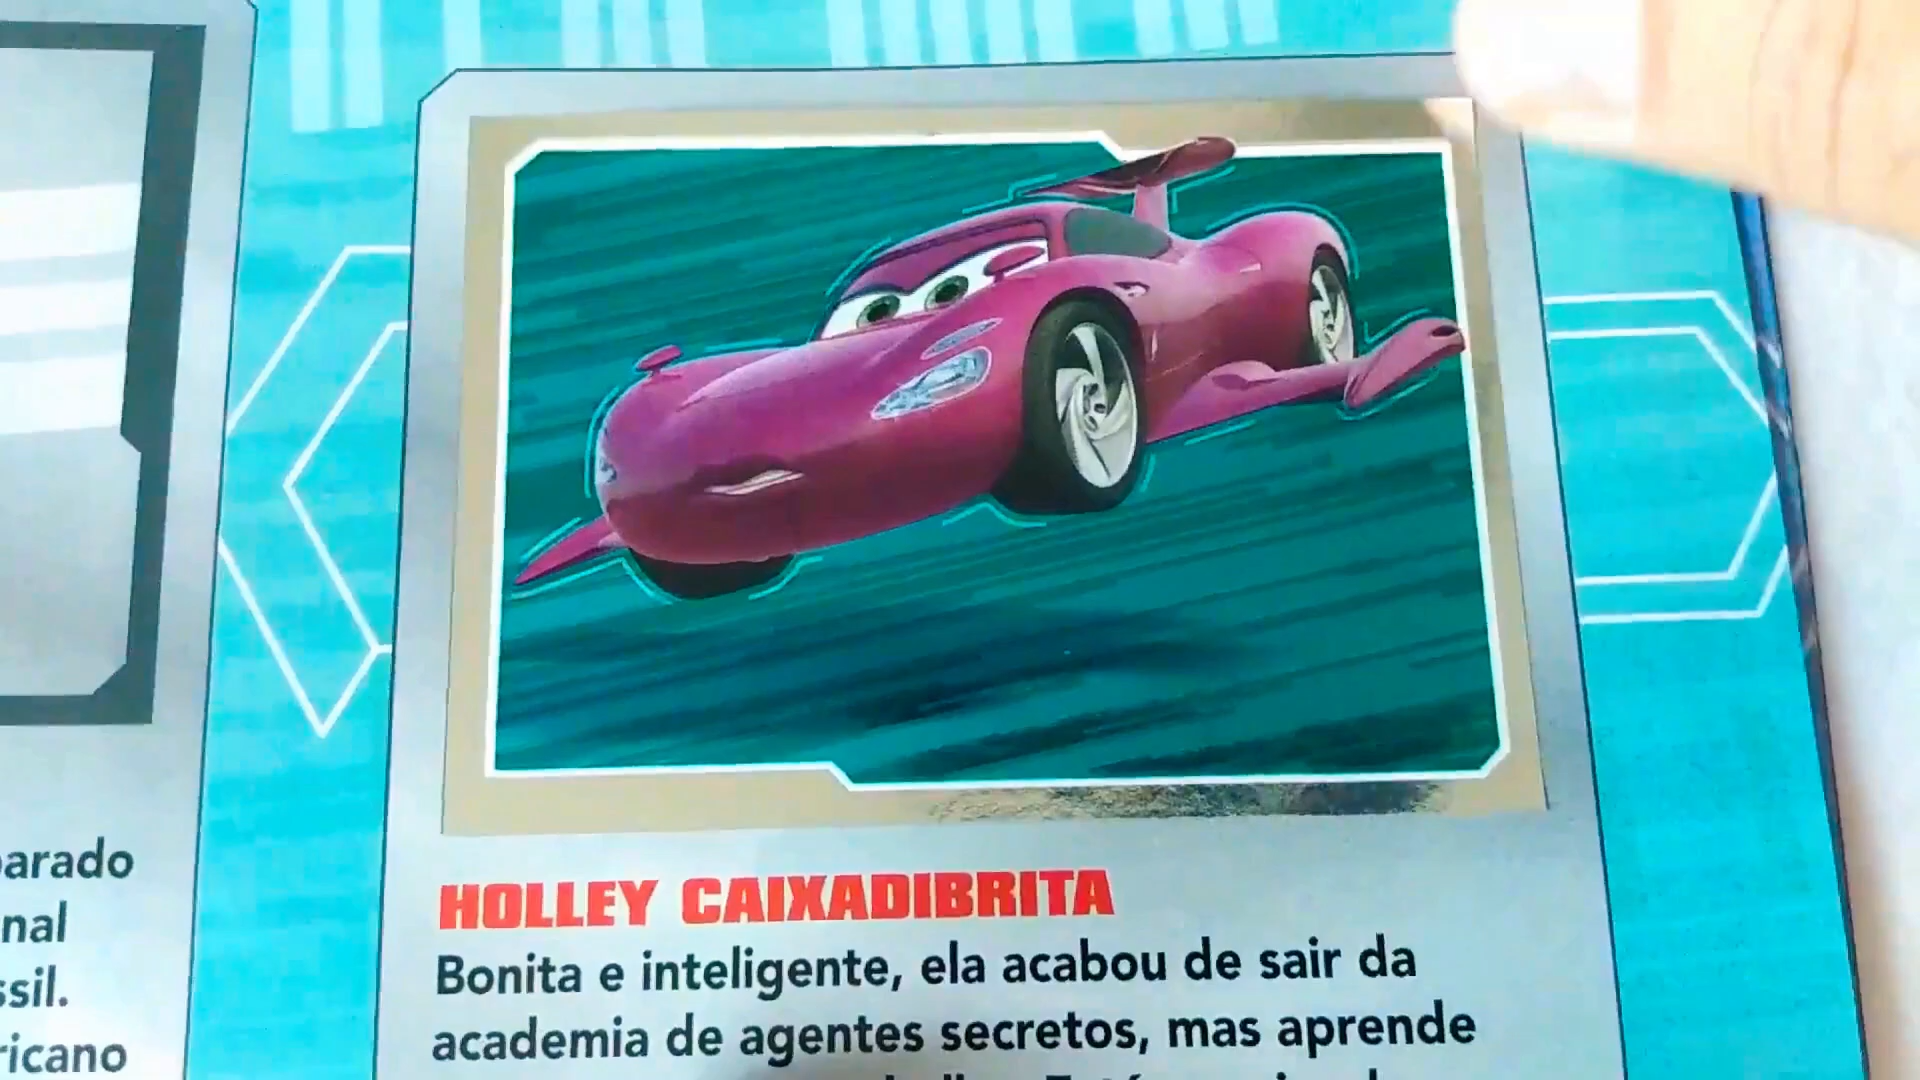 parado
nal
ssil.
ricano
HOLLEY CAIXADIBRITA
Bonita e inteligente, ela acabou de sair da
academia de agentes secretos, mas aprende